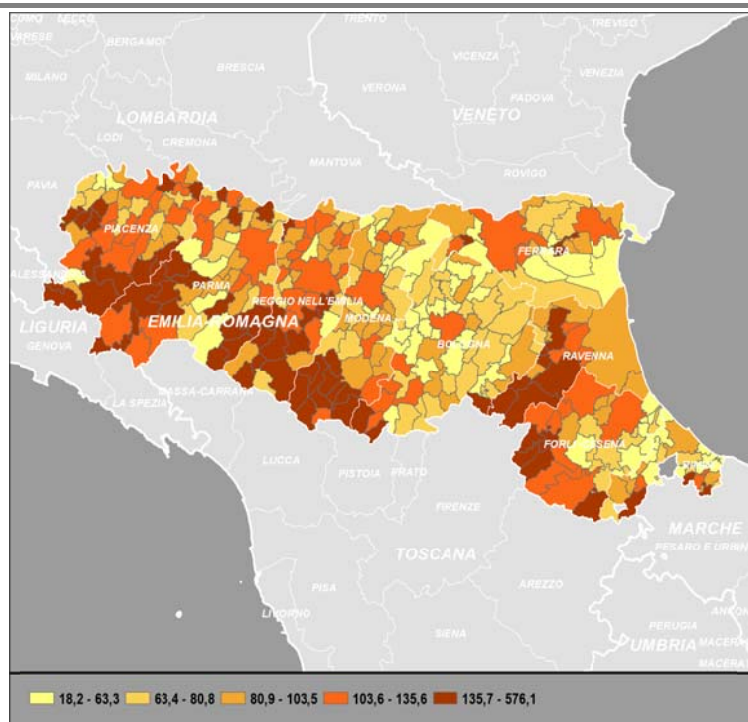 TRENTO
TREVISO
COMO
LECCO
VARESE
BERGAMO
VICENZA
VENEZIA
BRESCIA
VERONA
MILANO
PADOVA
LOMBARDIA
VENETO
LODI
CREMONA
MANTOVA
ROVIGO
PAVIA
PIACENZA
FERRARA
PARMA
REGGIO NELL'EMILIA
LIGURIA
EMILIA-ROMAGNA
MODENA
GENOVA
BOLOGNA
RAVENNA
MASSA-CARRARA
LA SPEZIA
LUCCA
PISTOIA
PRATO
RIMINI
FIRENZE
MARCHE
PESARO E URBINO
TOSCANA
AREZZO
PISA
LIVORNO
SIENA
PERUGIA
UMBRIA
18,2 - 63,3 63,4 - 80,8 80,9 - 103,5 103,6 - 135,6 135,7 - 576,1